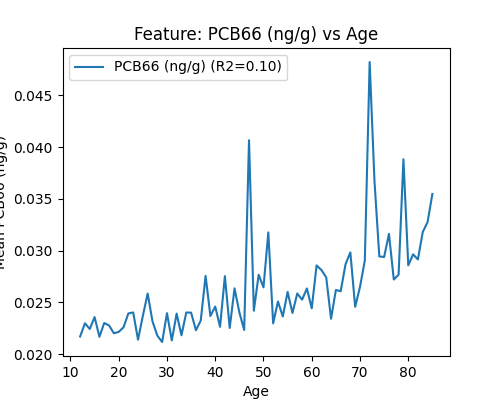 Feature: PCB66 (ng/g) vs Age
PCB66 (ng/g) (R2=0.10)
Mean PCB66 (ng/g)
0.045
0.040
0.035
0.030
0.025
0.020
10 20 30 40 50 60 70 80
Age